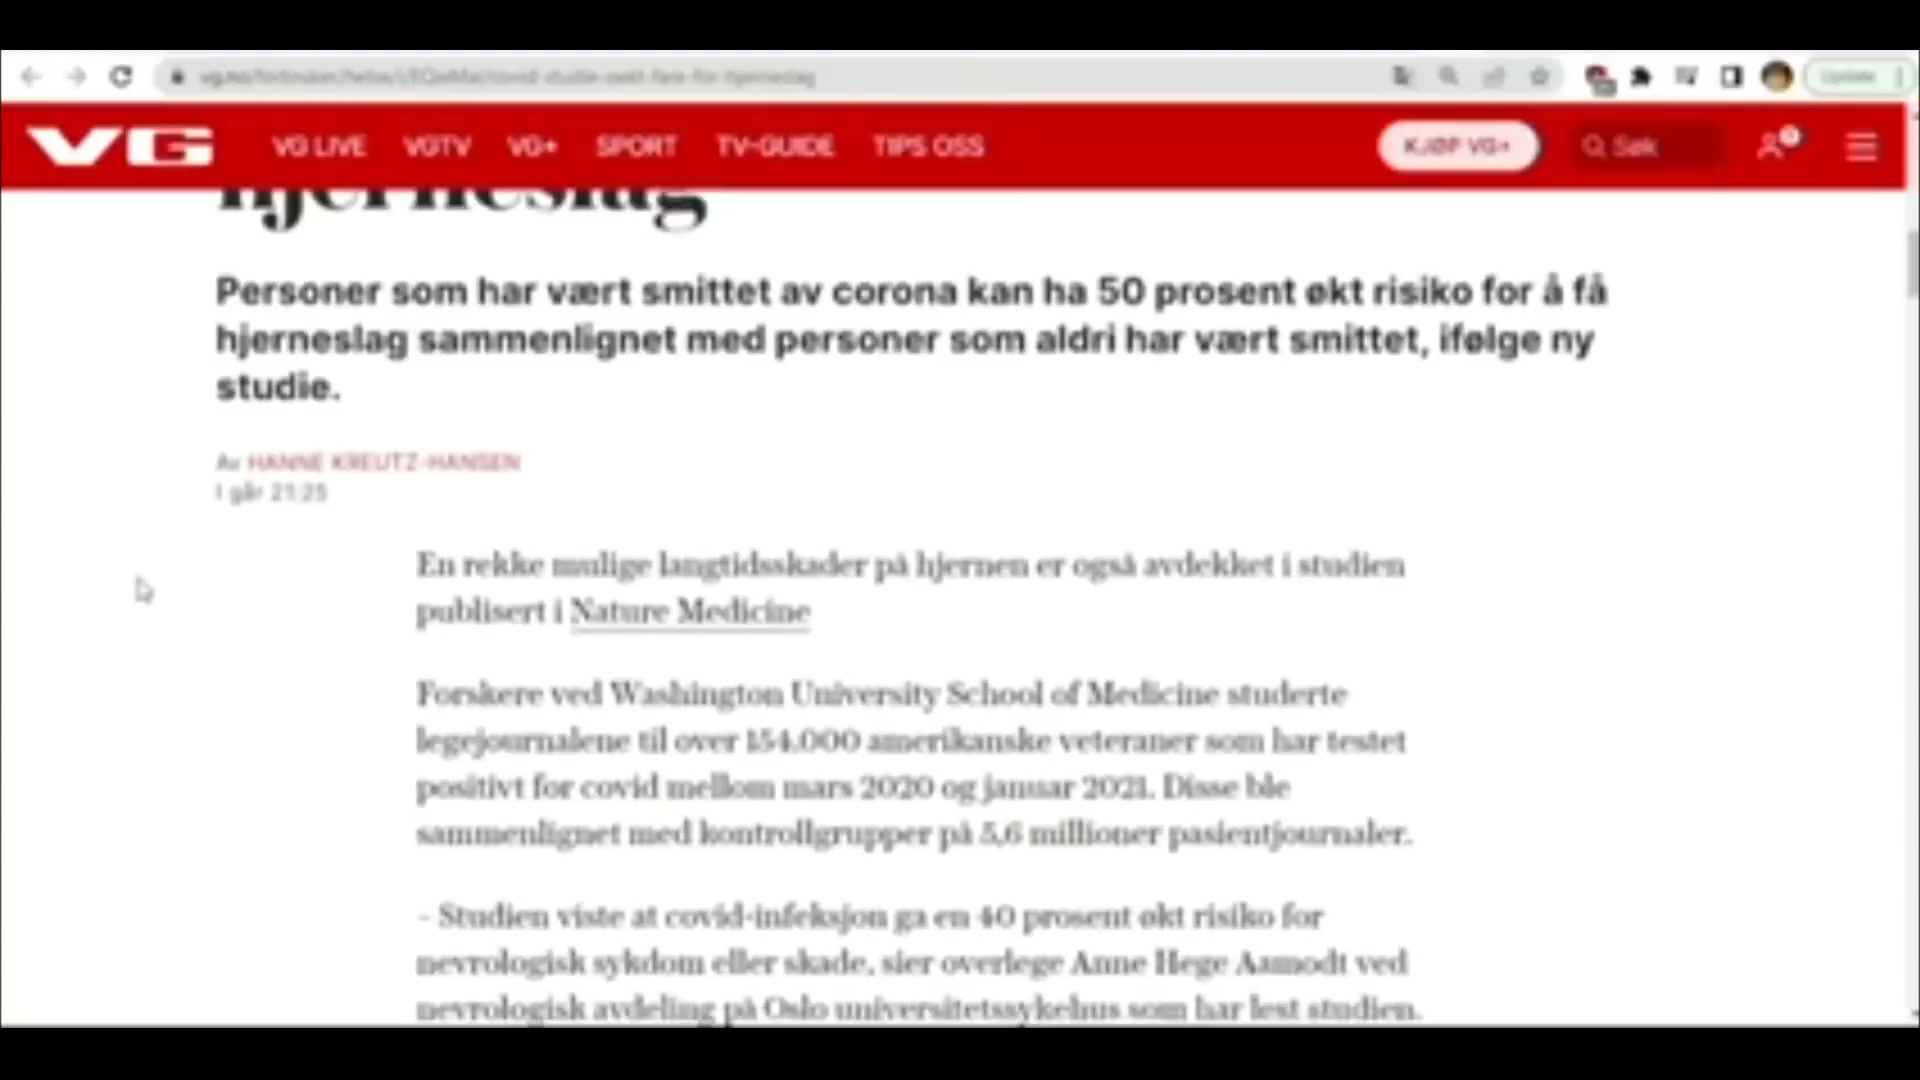 Update
VG
VG LIVE
VGTV
VG+
SPORT
TV-GUIDE
TIPS OSS
KJØP VG+
Søk
hjerneslag
Personer som har vært smittet av corona kan ha 50 prosent økt risiko for å få
hjerneslag sammenlignet med personer som aldri har vært smittet, ifølge ny
studie.
Av HANNE KREUTZ-HANSEN
I går 21:25
En rekke mulige langtidsskader på hjernen er også avdekket i studien
publisert i Nature Medicine
Forskere ved Washington University School of Medicine studerte
legejournalene til over 154.000 amerikanske veteraner som har testet
positivt for covid mellom mars 2020 og januar 2021. Disse ble
sammenlignet med kontrollgrupper på 5,6 millioner pasientjournaler.
– Studien viste at covid-infeksjon ga en 40 prosent økt risiko for
nevrologisk sykdom eller skade, sier overlege Anne Hege Aamodt ved
nevrologisk avdeling på Oslo universitetssykehus som har lest studien.